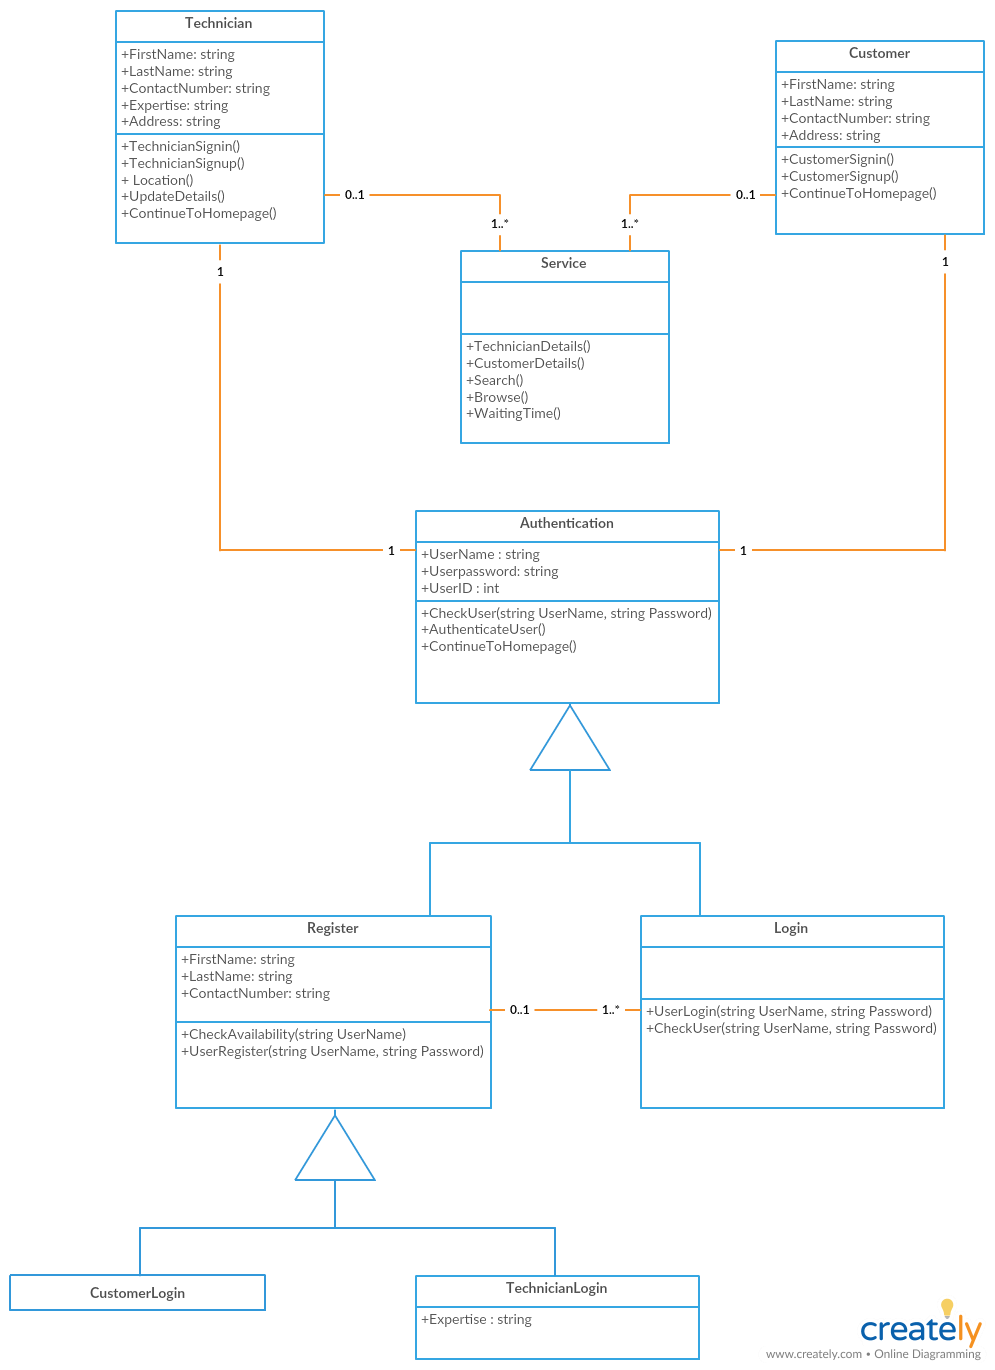 Technician
+FirstName: string
+LastName: string
+ContactNumber: string
+Expertise: string
+Address: string
+TechnicianSignin()
+TechnicianSignup()
+ Location()
+UpdateDetails()
+ContinueToHomepage()
Customer
+FirstName: string
+LastName: string
+ContactNumber: string
+Address: string
+CustomerSignin()
+CustomerSignup()
+ContinueToHomepage()
0..1
1..*
0..1
1..*
1
1
Service
+TechnicianDetails()
+CustomerDetails()
+Search()
+Browse()
+WaitingTime()
1
1
Authentication
+UserName : string
+Userpassword: string
+UserID : int
+CheckUser(string UserName, string Password)
+AuthenticateUser()
+ContinueToHomepage()
Register
+FirstName: string
+LastName: string
+ContactNumber: string
+CheckAvailability(string UserName)
+UserRegister(string UserName, string Password)
0..1
1..*
Login
+UserLogin(string UserName, string Password)
+CheckUser(string UserName, string Password)
CustomerLogin
TechnicianLogin
+Expertise : string
creately
www.creately.com • Online Diagramming